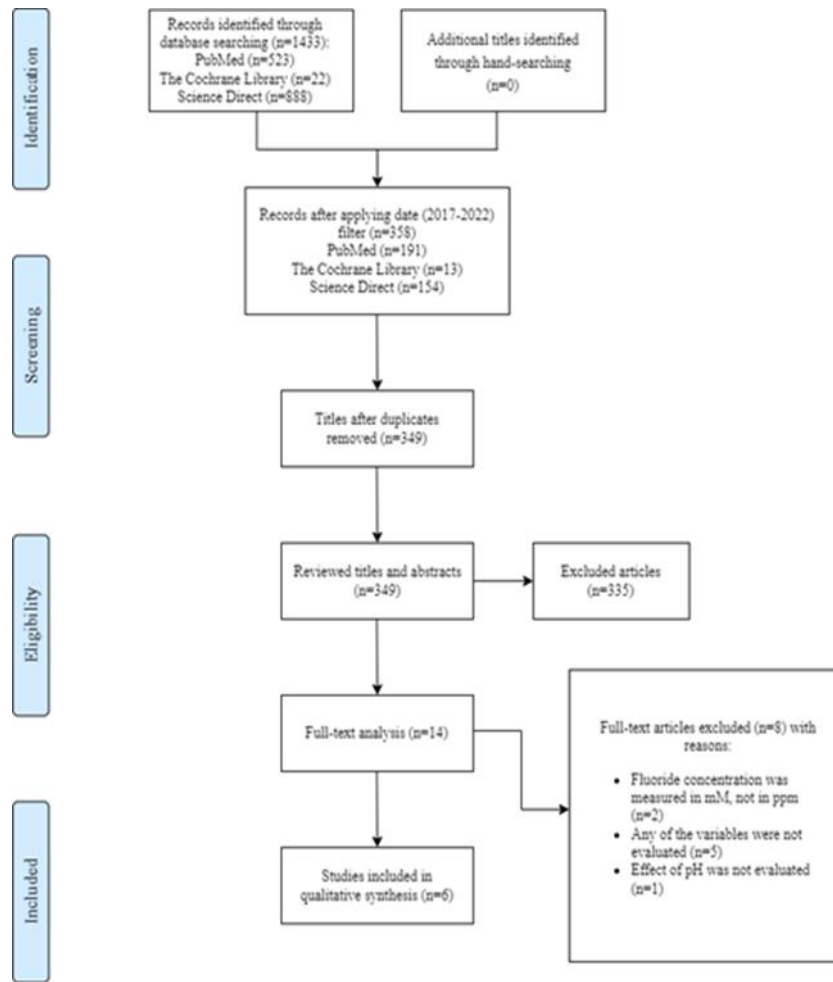 Identification
Records identified through
database searching (n=1433):
PubMed (n=523)
The Cochrane Library (n=22)
Science Direct (n=888)
Additional titles identified
through hand-searching
(n=0)
Records after applying date (2017-2022)
filter (n=358)
PubMed (n=191)
The Cochrane Library (n=13)
Science Direct (n=154)
Screening
Titles after duplicates
removed (n=349)
Eligibility
Reviewed titles and abstracts
(n=349)
Excluded articles
(n=335)
Full-text analysis (n=14)
Full-text articles excluded (n=8) with
reasons:
• Fluoride concentration was
measured in mM, not in ppm
(n=2)
• Any of the variables were not
evaluated (n=5)
• Effect of pH was not evaluated
(n=1)
Included
Studies included in
qualitative synthesis (n=6)